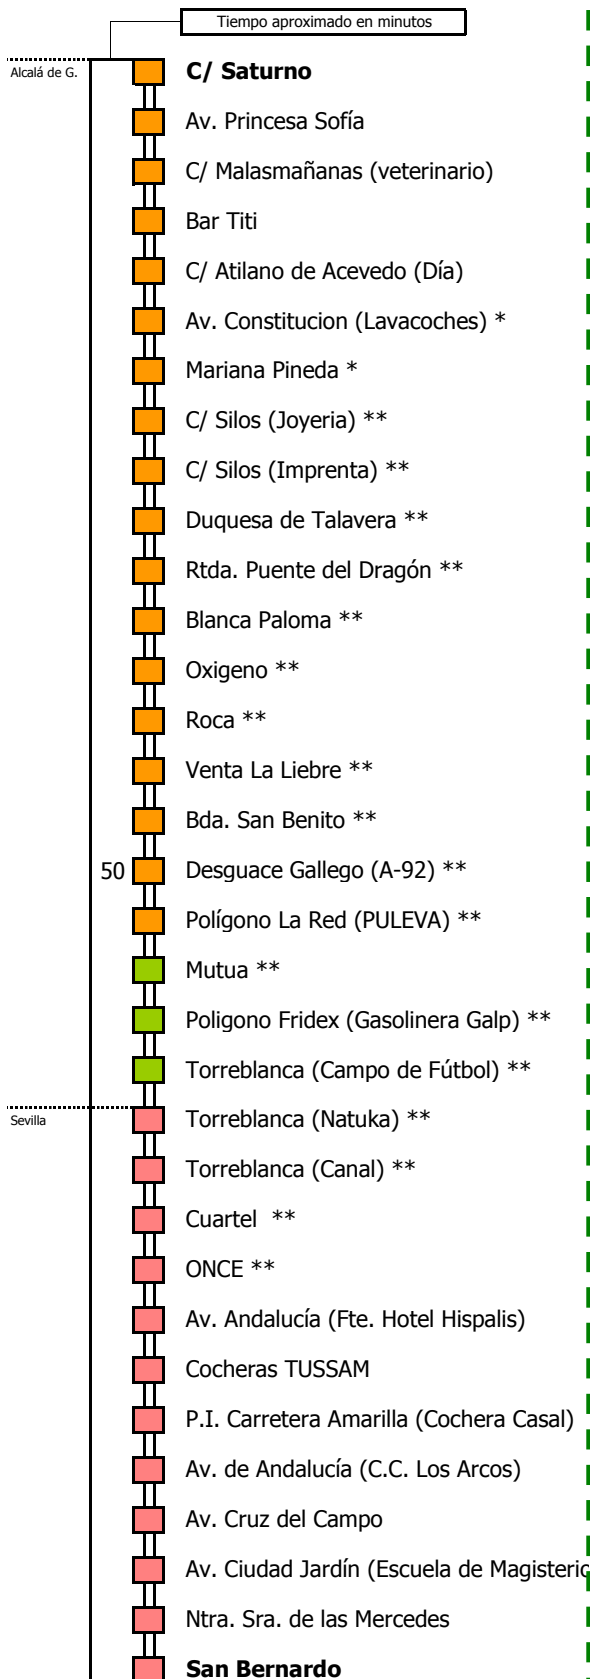 Tiempo aproximado en minutos
Alcalá de G.
C/ Saturno
Av. Princesa Sofía
C/ Malasmañanas (veterinario)
Bar Titi
C/ Atilano de Acevedo (Día)
Av. Constitucion (Lavacoches) *
Mariana Pineda *
C/ Silos (Joyeria) **
C/ Silos (Imprenta) **
Duquesa de Talavera **
Rtda. Puente del Dragón **
Blanca Paloma **
Oxigeno **
Roca **
Venta La Liebre **
Bda. San Benito **
50 Desguace Gallego (A-92) **
Polígono La Red (PULEVA) **
Mutua **
Poligono Fridex (Gasolinera Galp) **
Torreblanca (Campo de Fútbol) **
Sevilla
Torreblanca (Natuka) **
Torreblanca (Canal) **
Cuartel **
ONCE **
Av. Andalucía (Fte. Hotel Hispalis)
Cocheras TUSSAM
P.I. Carretera Amarilla (Cochera Casal)
Av. de Andalucía (C.C. Los Arcos)
Av. Cruz del Campo
Av. Ciudad Jardín (Escuela de Magisterio
Ntra. Sra. de las Mercedes
San Bernardo